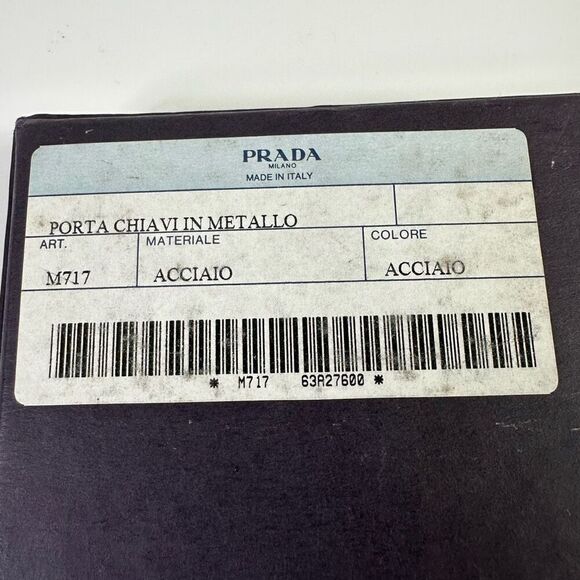 PRADA
MILANO
MADE IN ITALY
PORTA CHIAVI IN METALLO
ART. MATERIALE COLORE
M717 ACCIAIO ACCIAIO
* M717 63A27600 *